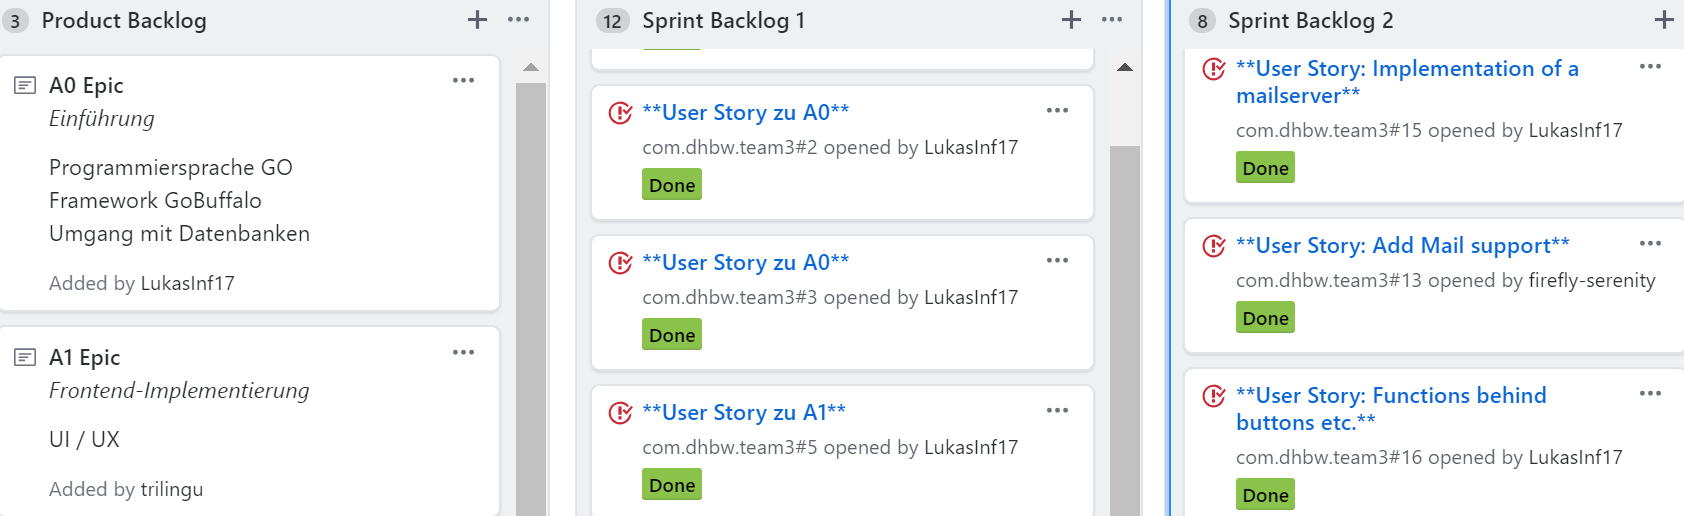 3 Product Backlog
A0 Epic
Einführung
Programmiersprache GO
Framework GoBuffalo
Umgang mit Datenbanken
Added by LukasInf17
A1 Epic
Frontend-Implementierung
UI / UX
Added by trilingu
12 Sprint Backlog 1
**User Story zu A0**
com.dhbw.team3#2 opened by LukasInf17
Done
**User Story zu A0**
com.dhbw.team3#3 opened by LukasInf17
Done
**User Story zu A1**
com.dhbw.team3#5 opened by LukasInf17
Done
8 Sprint Backlog 2
**User Story: Implementation of a
mailserver**
com.dhbw.team3#15 opened by LukasInf17
Done
**User Story: Add Mail support**
com.dhbw.team3#13 opened by firefly-serenity
Done
**User Story: Functions behind
buttons etc.**
com.dhbw.team3#16 opened by LukasInf17
Done